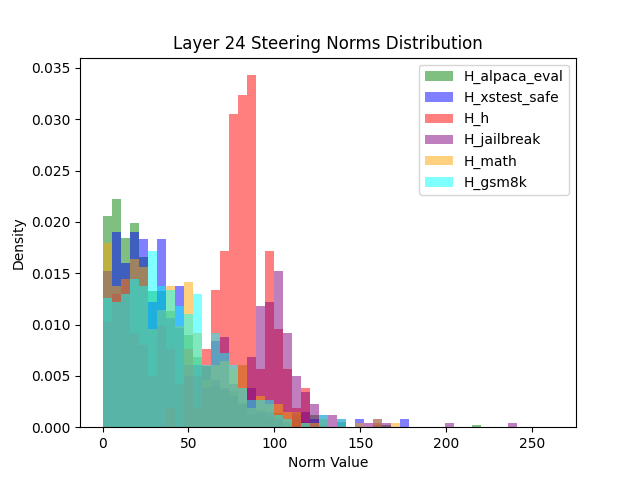 Layer 24 Steering Norms Distribution
Density
0.035
0.030
0.025
0.020
0.015
0.010
0.005
0.000
0
50
100
150
200
250
Norm Value
H_alpaca_eval
H_xstest_safe
H_h
H_jailbreak
H_math
H_gsm8k